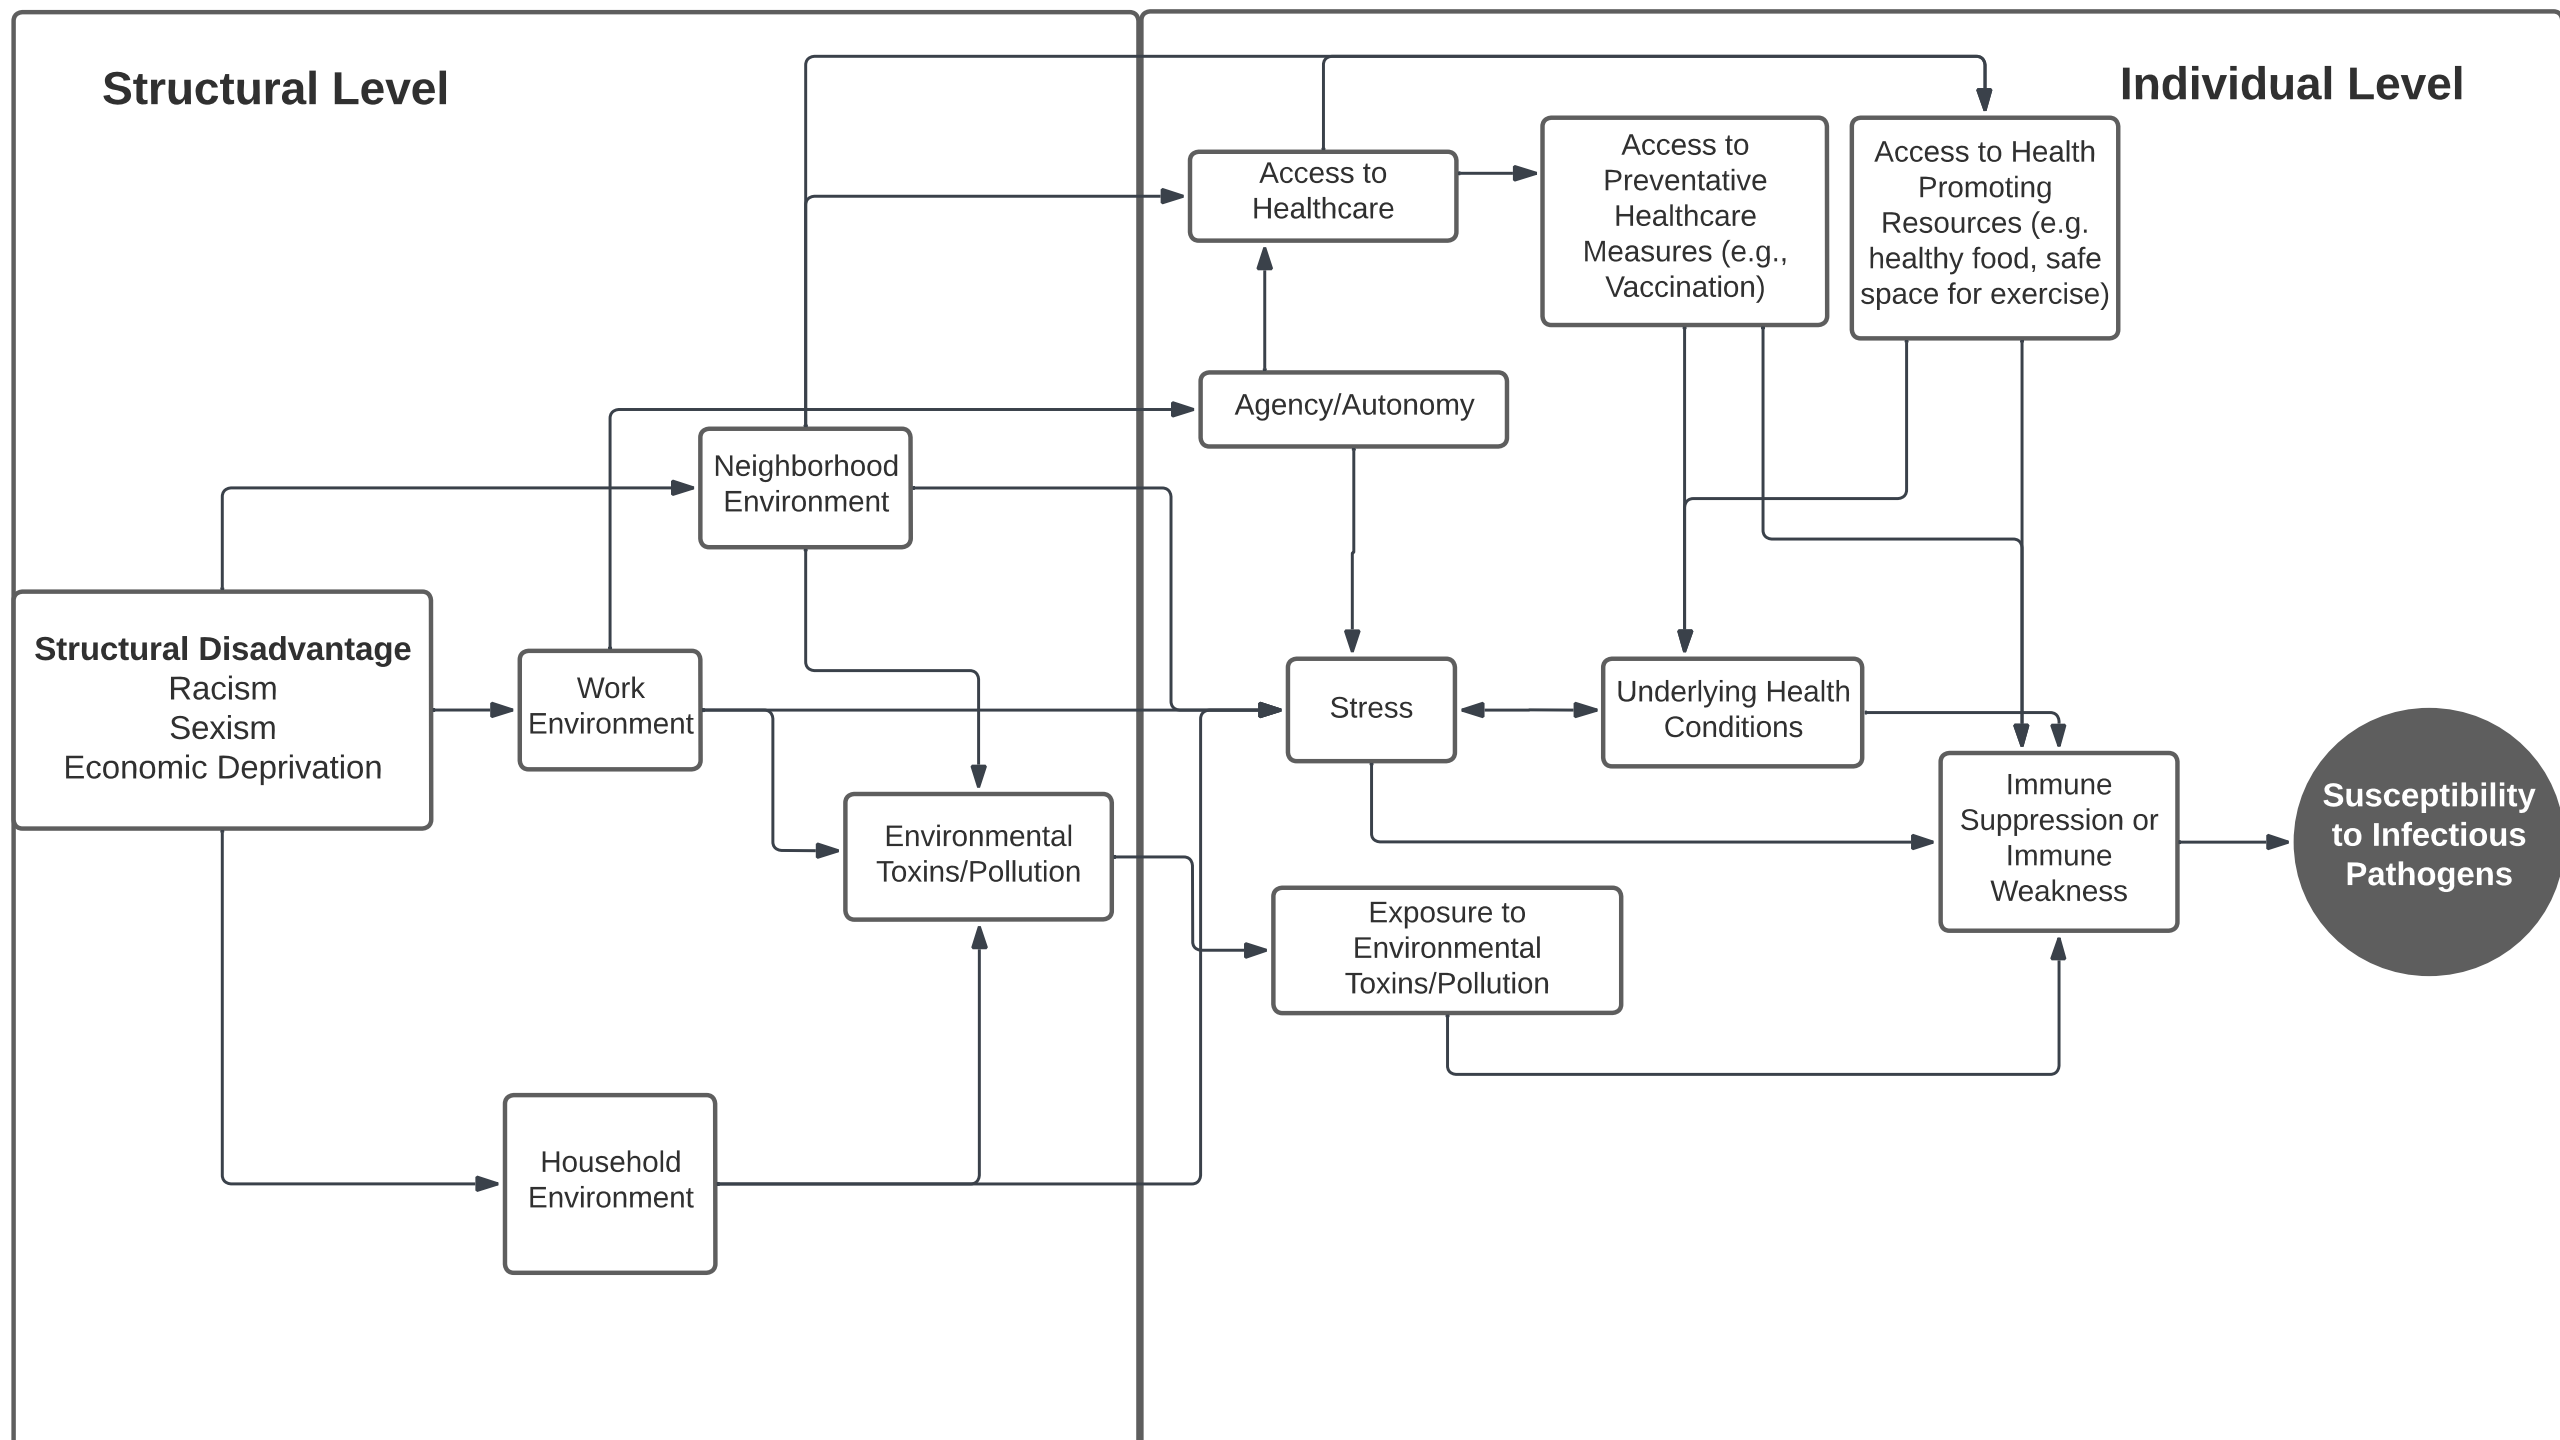 Structural Level
Individual Level
Access to
Healthcare
Access to
Preventative
Healthcare
Measures (e.g.,
Vaccination)
Access to Health
Promoting
Resources (e.g.
healthy food, safe
space for exercise)
Agency/Autonomy
Neighborhood
Environment
Structural Disadvantage
Racism
Sexism
Economic Deprivation
Work
Environment
Stress
Underlying Health
Conditions
Environmental
Toxins/Pollution
Immune
Suppression or
Immune
Weakness
Susceptibility
to Infectious
Pathogens
Exposure to
Environmental
Toxins/Pollution
Household
Environment